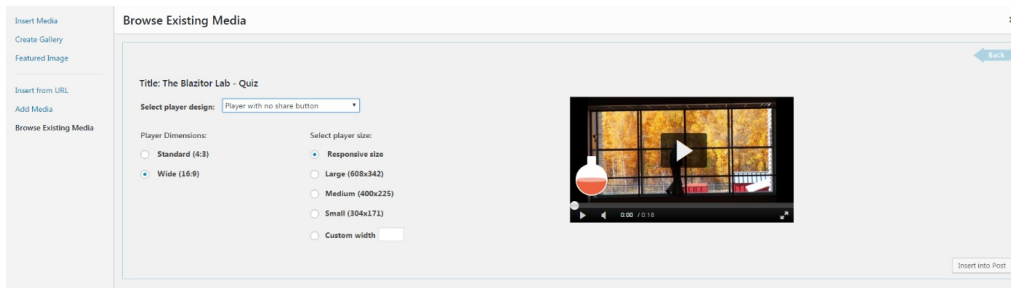 Insert Media
Create Gallery
Featured Image
Insert from URL
Add Media
Browse Existing Media
Browse Existing Media
Back
Title: The Blazitor Lab - Quiz
Select player design: Player with no share button
Player Dimensions:
Standard (4:3)
Wide (16:9)
Select player size:
Responsive size
Large (608x342)
Medium (400x225)
Small (304x171)
Custom width
0:00 / 0:18
Insert into Post